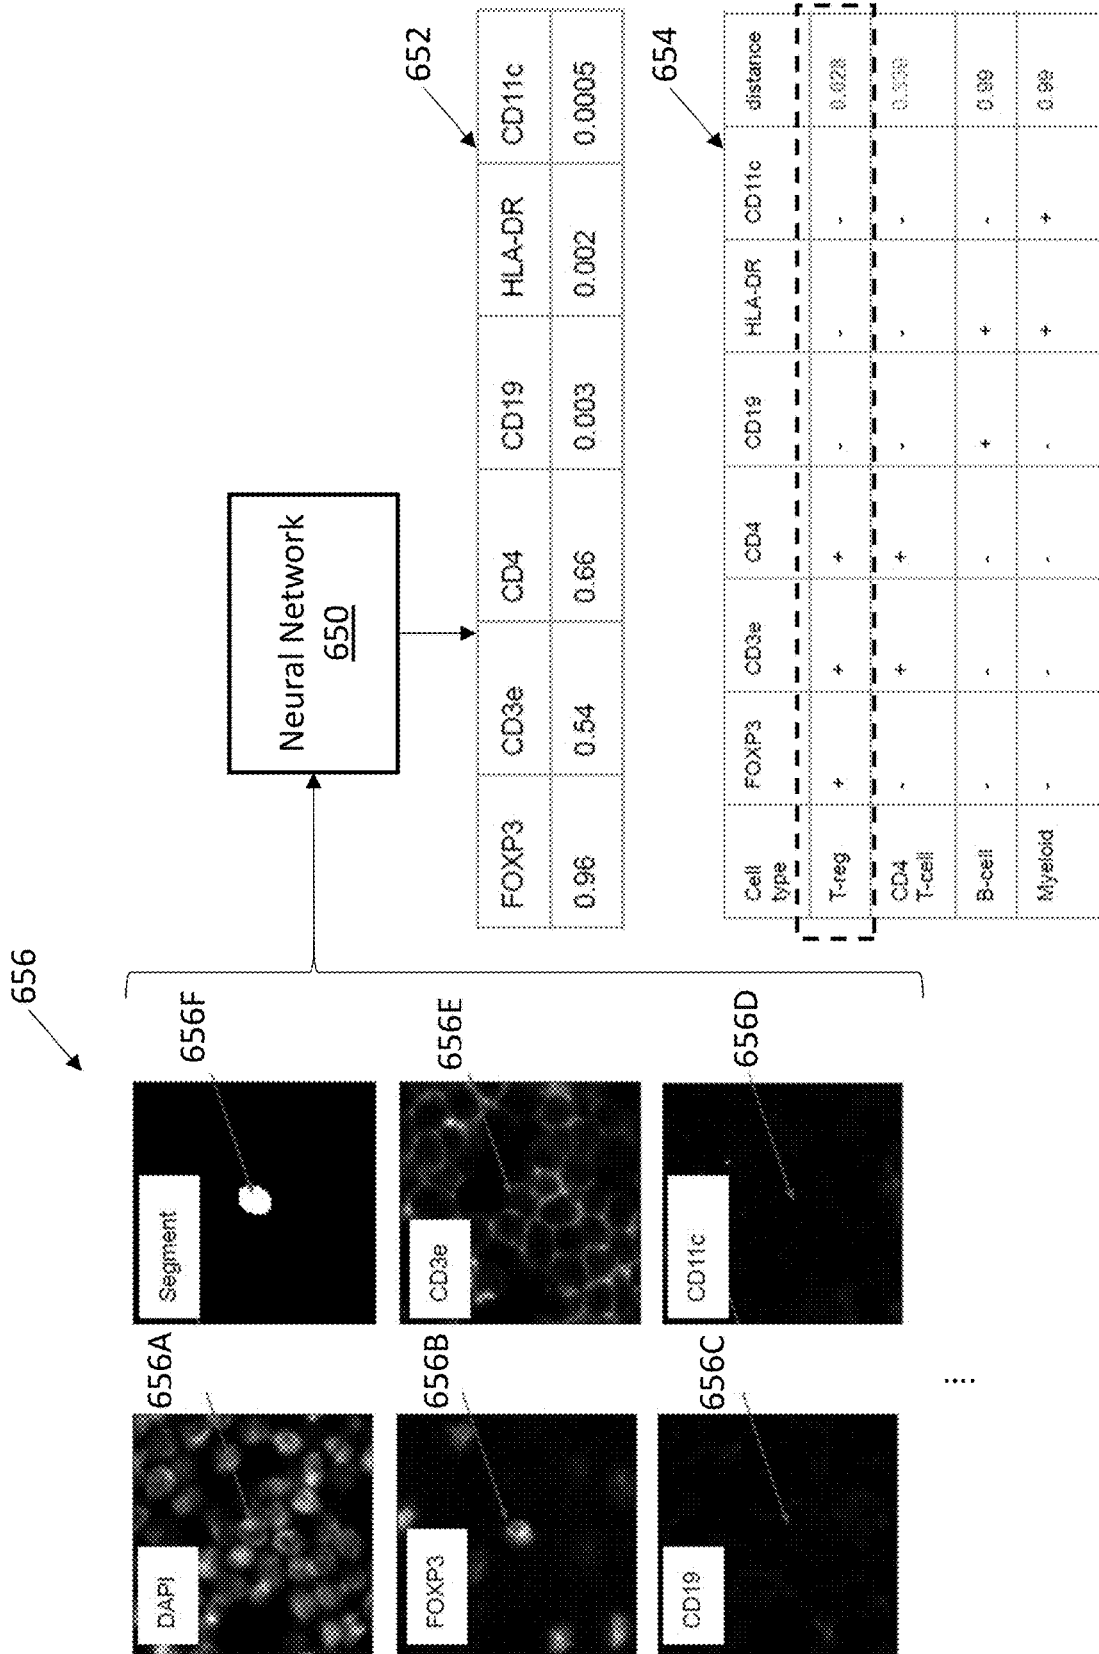 656
DAPI
656A
Segment
656F
FOXP3
656B
CD3e
656E
CD19
656C
CD11c
656D
....
Neural Network
650
652
FOXP3 CD3e CD4 CD19 HLA-DR CD11c
0.96 0.54 0.66 0.003 0.002 0.0005
654
Cell type FOXP3 CD3e CD4 CD19 HLA-DR CD11c distance
T-reg + + + - - -
CD4 T-cell - + + - - -
B-cell - - - + + - 0.99
Myeloid - - - - + + 0.99